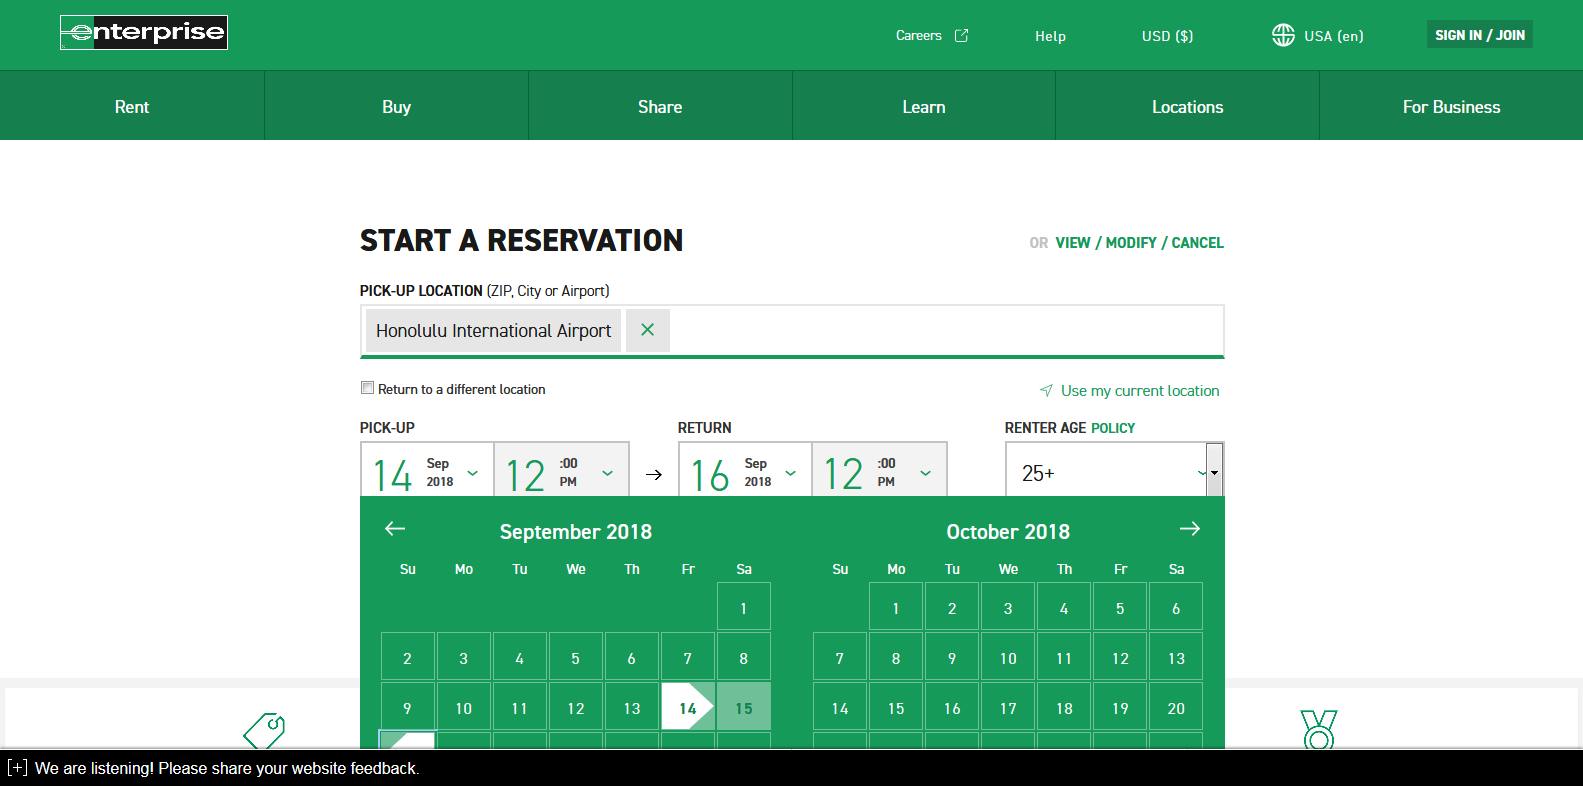 enterprise
Careers Help USD ($) USA (en) SIGN IN / JOIN
Rent Buy Share Learn Locations For Business
START A RESERVATION
OR VIEW / MODIFY / CANCEL
PICK-UP LOCATION (ZIP, City or Airport)
Honolulu International Airport
Return to a different location
Use my current location
PICK-UP RETURN RENTER AGE POLICY
14 Sep 2018 12 :00 PM 16 Sep 2018 12 :00 PM 25+
September 2018 October 2018
Su Mo Tu We Th Fr Sa Su Mo Tu We Th Fr Sa
1 1 2 3 4 5 6
2 3 4 5 6 7 8 7 8 9 10 11 12 13
9 10 11 12 13 14 15 14 15 16 17 18 19 20
[+] We are listening! Please share your website feedback.